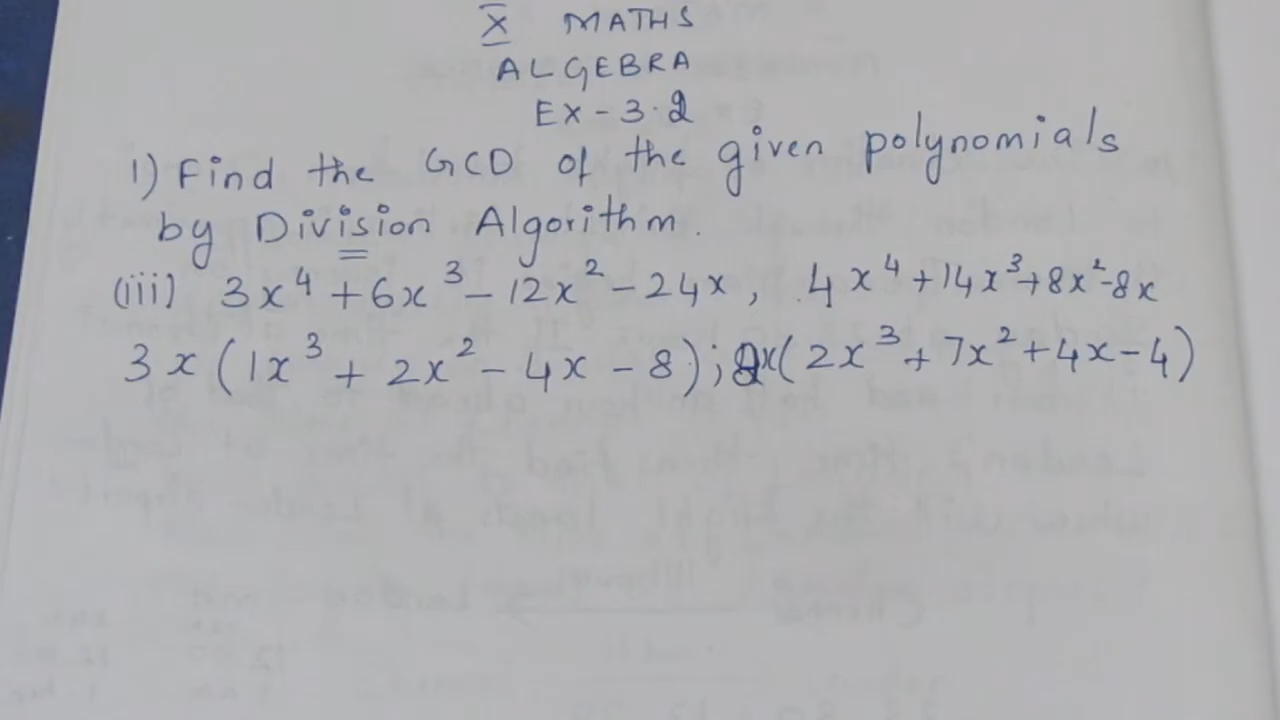 X MATHS
ALGEBRA
EX - 3.2
1) Find the GCD of the given polynomials
by Division Algorithm.
(iii) 3x⁴ + 6x³ - 12x² - 24x, 4x⁴ + 14x³ + 8x² - 8x
3x (1x³ + 2x² - 4x - 8); 2x (2x³ + 7x² + 4x - 4)